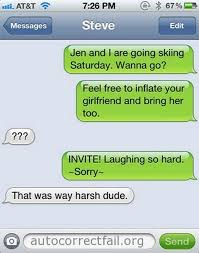 AT&T 7:26 PM 67%
Messages Steve Edit
Jen and I are going skiing
Saturday. Wanna go?
Feel free to inflate your
girlfriend and bring her
too.
???
INVITE! Laughing so hard.
~Sorry~
That was way harsh dude.
autocorrectfail.org Send